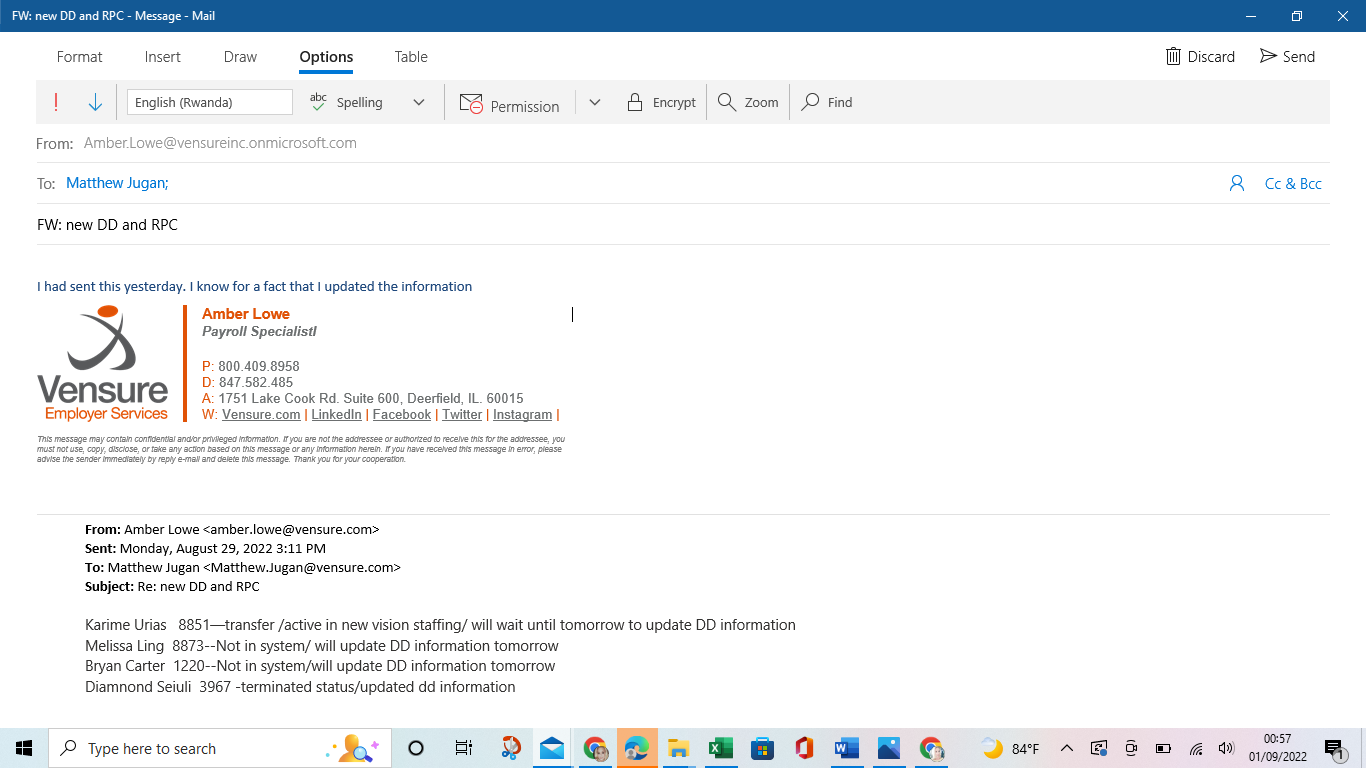 FW: new DD and RPC - Message - Mail
Format Insert Draw Options Table Discard Send
! English (Rwanda) abc Spelling Permission Encrypt Zoom Find
From: Amber.Lowe@vensureinc.onmicrosoft.com
To: Matthew Jugan; Cc & Bcc
FW: new DD and RPC
I had sent this yesterday. I know for a fact that I updated the information
Vensure
Employer Services
Amber Lowe
Payroll SpecialistI
P: 800.409.8958
D: 847.582.485
A: 1751 Lake Cook Rd. Suite 600, Deerfield, IL. 60015
W: Vensure.com | LinkedIn | Facebook | Twitter | Instagram |
This message may contain confidential and/or privileged information. If you are not the addressee or authorized to receive this for the addressee, you
must not use, copy, disclose, or take any action based on this message or any information herein. If you have received this message in error, please
advise the sender immediately by reply e-mail and delete this message. Thank you for your cooperation.
From: Amber Lowe <amber.lowe@vensure.com>
Sent: Monday, August 29, 2022 3:11 PM
To: Matthew Jugan <Matthew.Jugan@vensure.com>
Subject: Re: new DD and RPC
Karime Urias 8851—transfer /active in new vision staffing/ will wait until tomorrow to update DD information
Melissa Ling 8873--Not in system/ will update DD information tomorrow
Bryan Carter 1220--Not in system/will update DD information tomorrow
Diamnond Seiuli 3967 -terminated status/updated dd information
Type here to search 84°F 00:57
01/09/2022 1